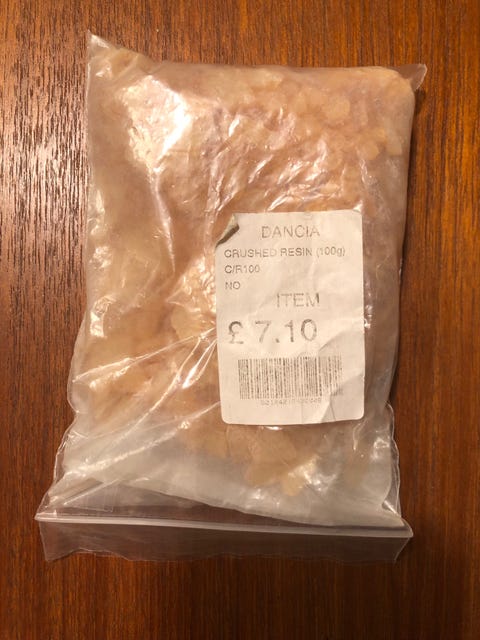 DANCIA
CRUSHED RESIN (100g)
C/R100
NO
ITEM
£ 7.10